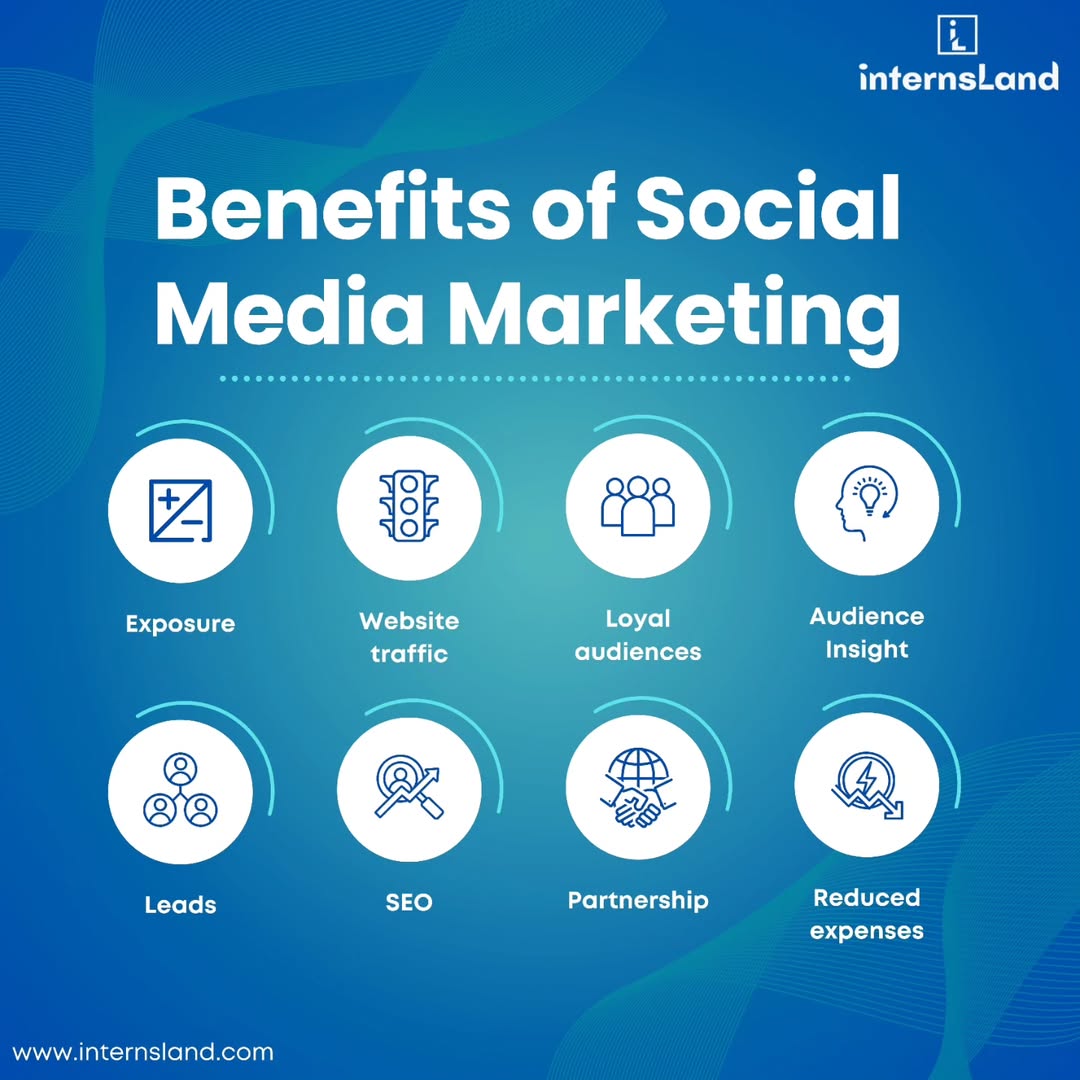 iL
internsLand
Benefits of Social
Media Marketing
Exposure
Website
traffic
Loyal
audiences
Audience
Insight
Leads
SEO
Partnership
Reduced
expenses
www.internsland.com